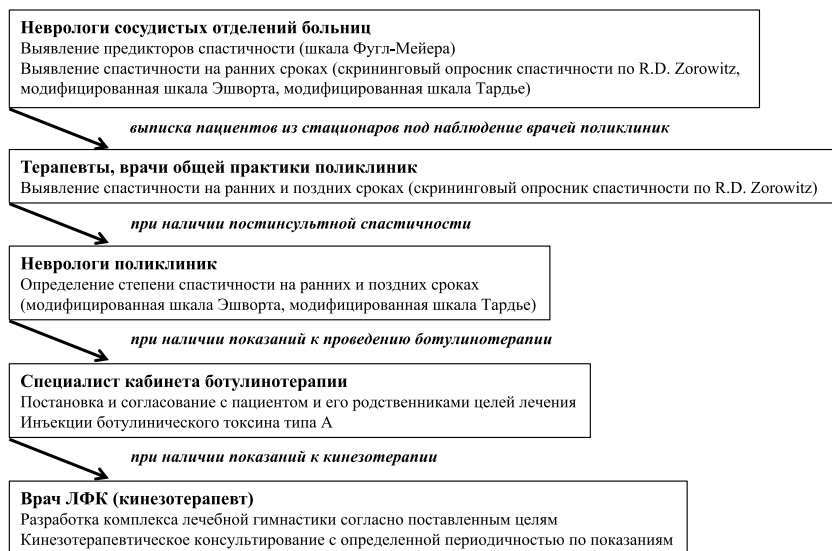 Неврологи сосудистых отделений больниц
Выявление предикторов спастичности (шкала Фугл-Мейера)
Выявление спастичности на ранних сроках (скрининговый опросник спастичности по R.D. Zorowitz,
модифицированная шкала Эшворта, модифицированная шкала Тардье)
выписка пациентов из стационаров под наблюдение врачей поликлиник
Терапевты, врачи общей практики поликлиник
Выявление спастичности на ранних и поздних сроках (скрининговый опросник спастичности по R.D. Zorowitz)
при наличии постинсультной спастичности
Неврологи поликлиник
Определение степени спастичности на ранних и поздних сроках
(модифицированная шкала Эшворта, модифицированная шкала Тардье)
при наличии показаний к проведению ботулинотерапии
Специалист кабинета ботулинотерапии
Постановка и согласование с пациентом и его родственниками целей лечения
Инъекции ботулинического токсина типа А
при наличии показаний к кинезотерапии
Врач ЛФК (кинезотерапевт)
Разработка комплекса лечебной гимнастики согласно поставленным целям
Кинезотерапевтическое консультирование с определенной периодичностью по показаниям